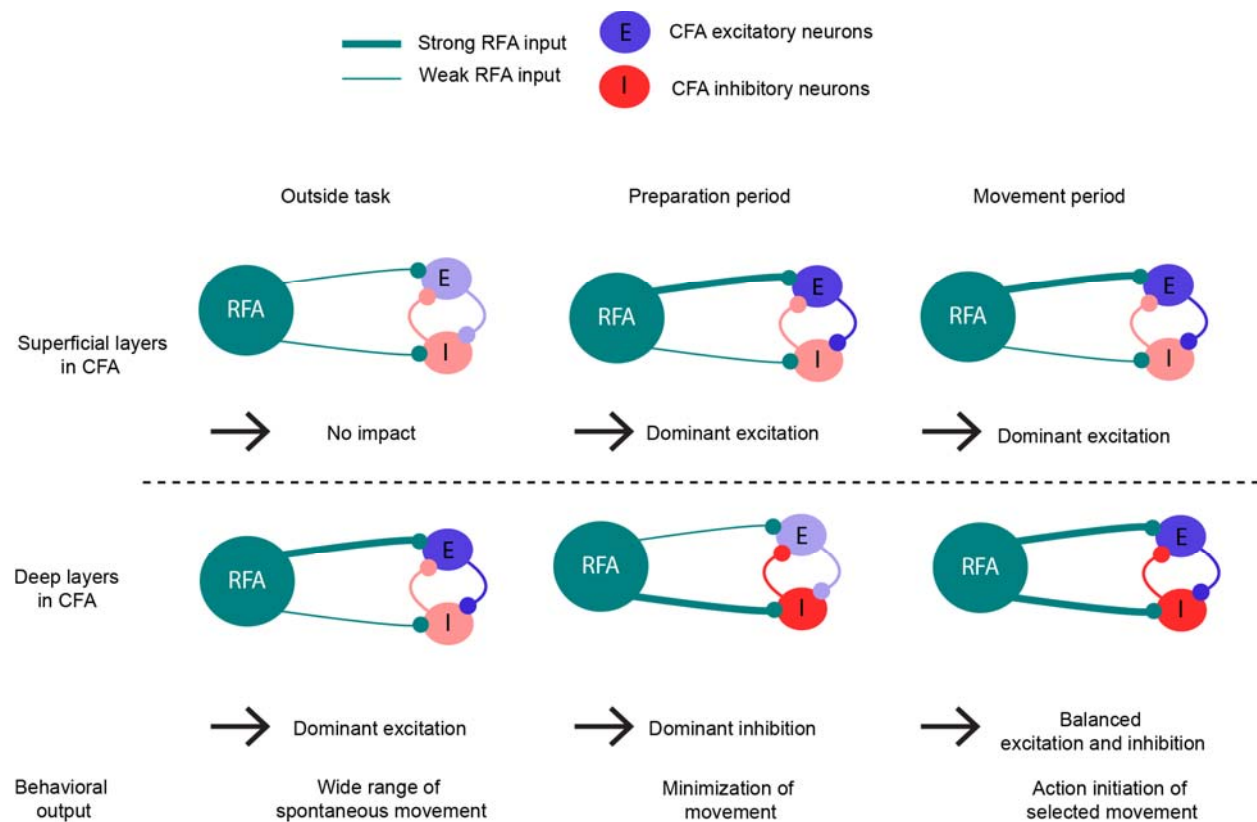 Strong RFA input
Weak RFA input
E
CFA excitatory neurons
I
CFA inhibitory neurons
Outside task
Preparation period
Movement period
Superficial layers
in CFA
RFA
E
I
RFA
E
I
RFA
E
I
No impact
Dominant excitation
Dominant excitation
Deep layers
in CFA
RFA
E
I
RFA
E
I
RFA
E
I
Dominant excitation
Dominant inhibition
Balanced
excitation and inhibition
Behavioral
output
Wide range of
spontaneous movement
Minimization of
movement
Action initiation of
selected movement